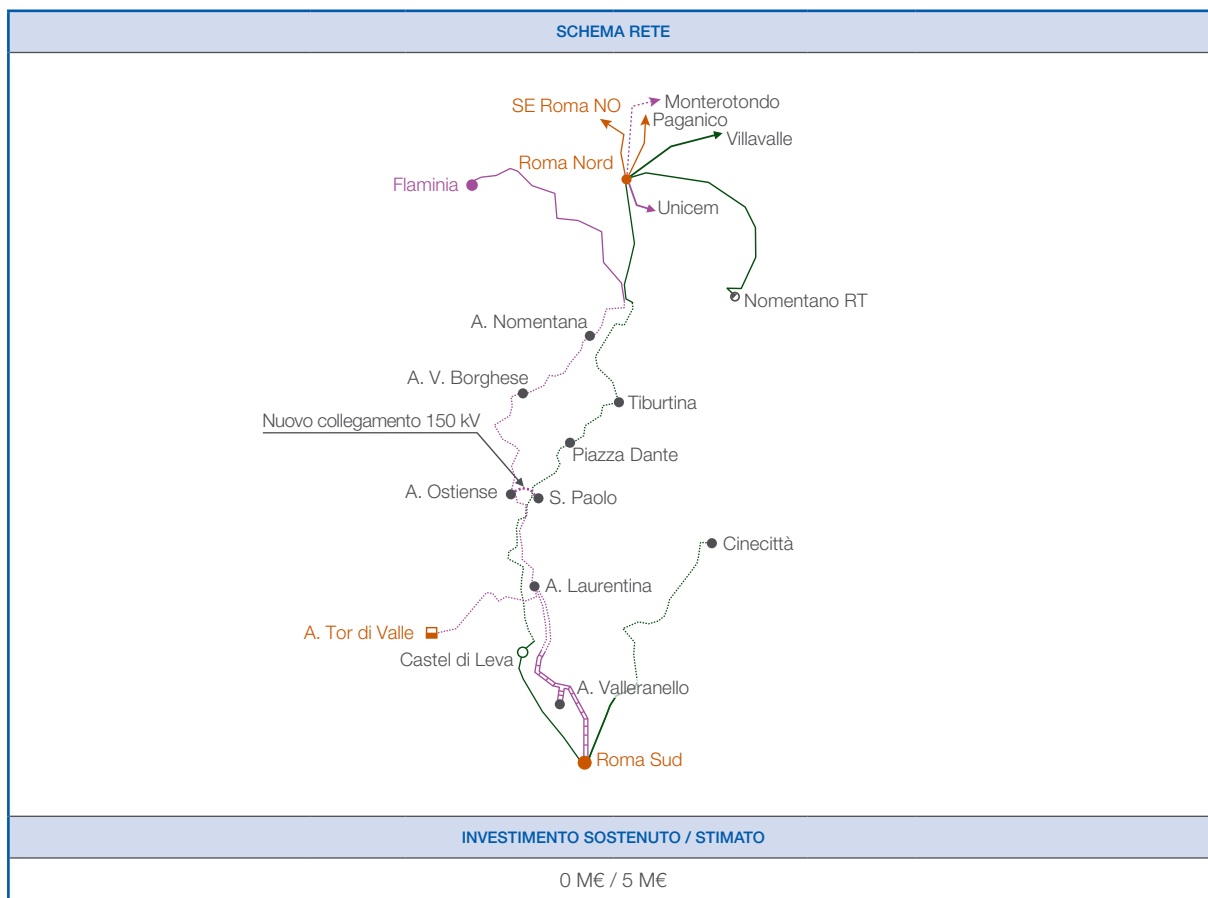 SCHEMA RETE
SE Roma NO
Monterotondo
Paganico
Villavalle
Roma Nord
Flaminia
Unicem
Nomentano RT
A. Nomentana
A. V. Borghese
Tiburtina
Nuovo collegamento 150 kV
Piazza Dante
A. Ostiense
S. Paolo
Cinecittà
A. Laurentina
A. Tor di Valle
Castel di Leva
A. Valleranello
Roma Sud
INVESTIMENTO SOSTENUTO / STIMATO
0 M€ / 5 M€